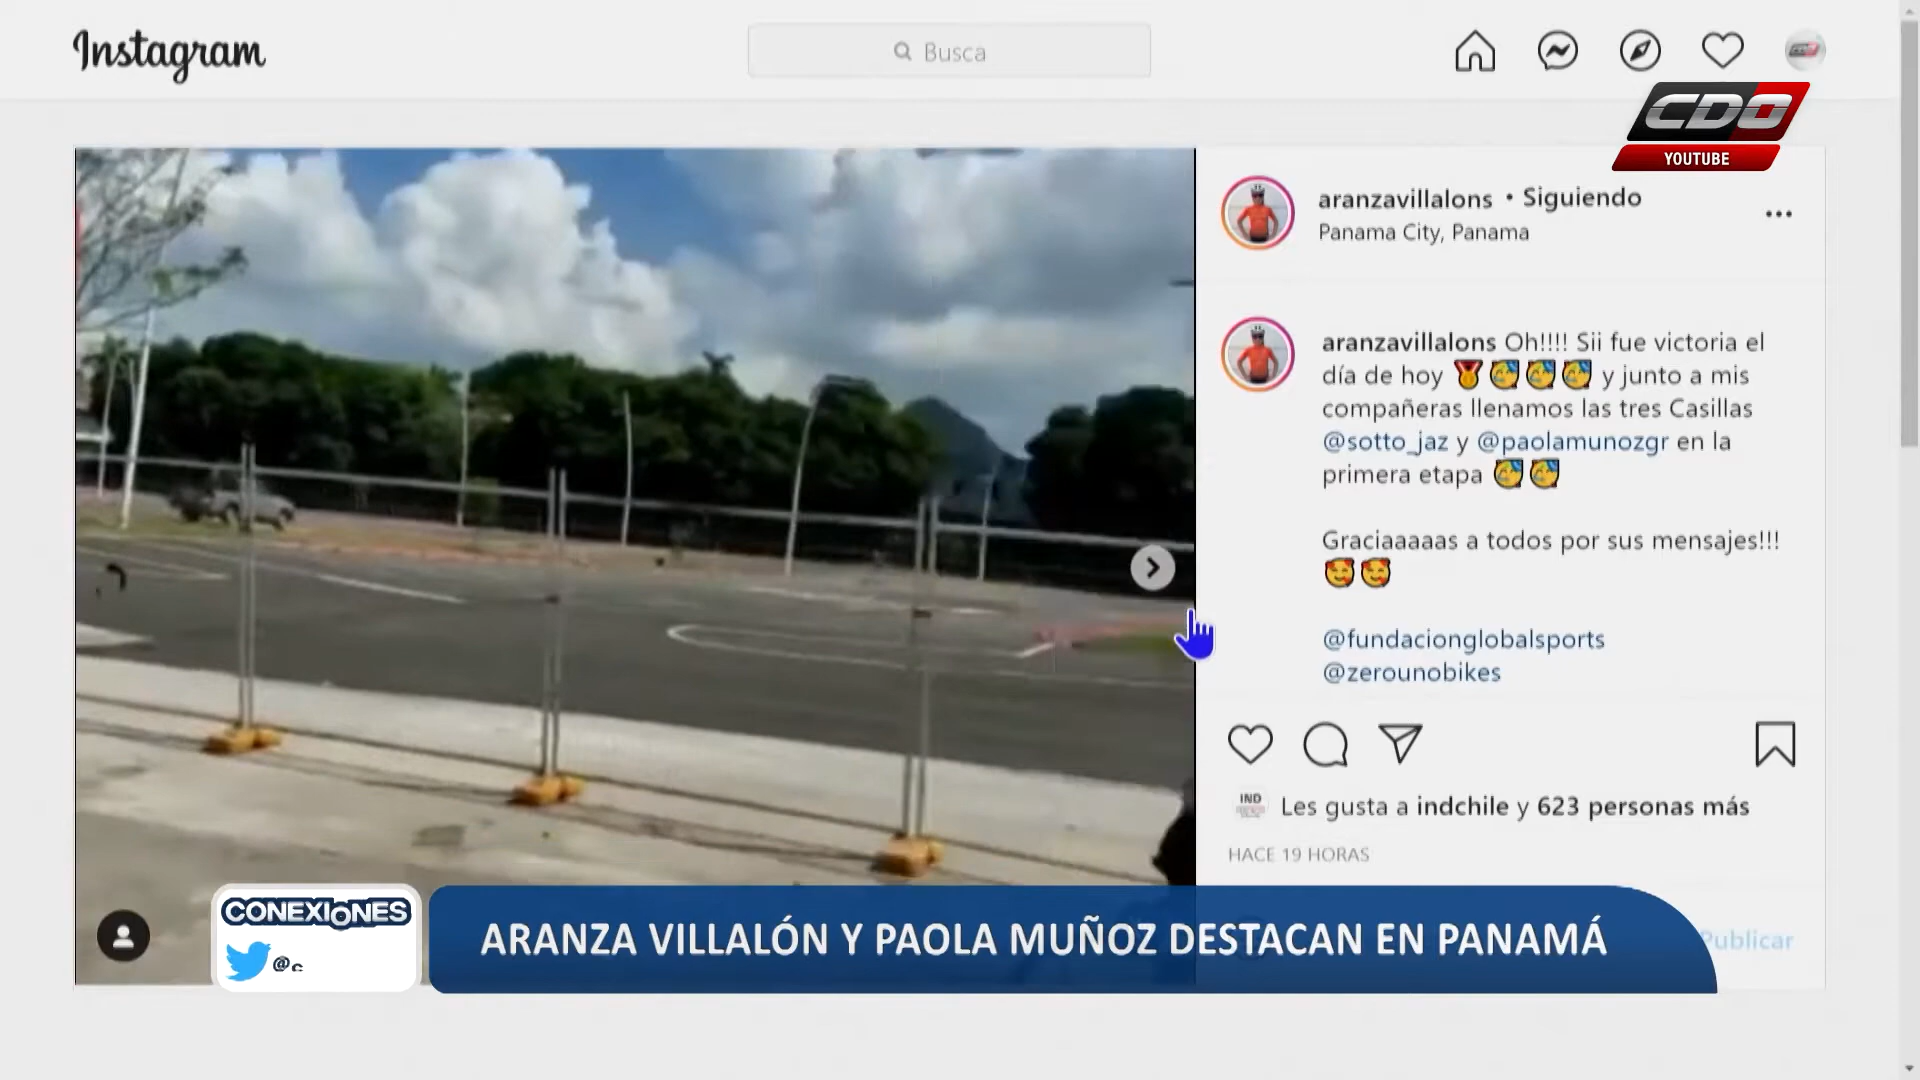 Instagram
Busca
CDO
YOUTUBE
aranzavillalons • Siguiendo
Panama City, Panama
aranzavillalons Oh!!!! Sii fue victoria el
día de hoy 🏅🥳🥳🥳 y junto a mis
compañeras llenamos las tres Casillas
@sotto_jaz y @paolamunozgr en la
primera etapa 🥳🥳
Graciaaaaas a todos por sus mensajes!!!
🥰🥰
@fundacionglobalsports
@zerounobikes
IND
Les gusta a indchile y 623 personas más
HACE 19 HORAS
Publicar
CONEXIONES
@c
ARANZA VILLALÓN Y PAOLA MUÑOZ DESTACAN EN PANAMÁ